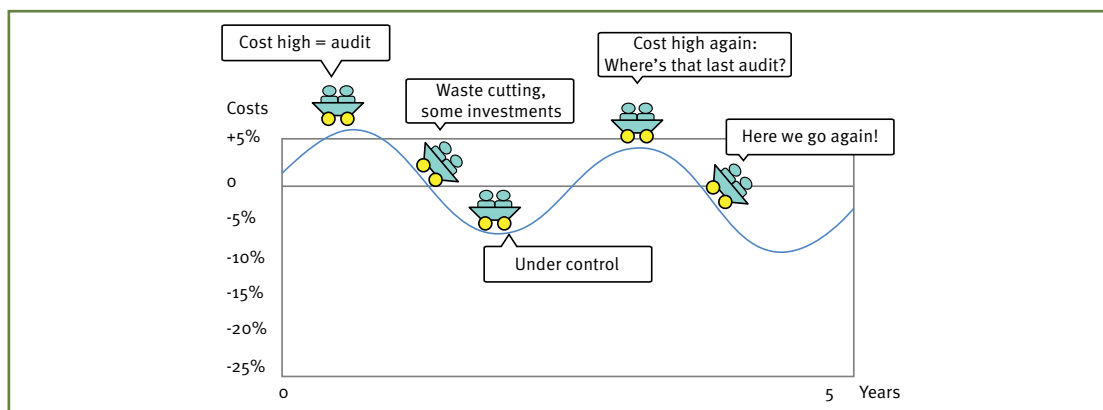 Cost high = audit
Cost high again:
Where's that last audit?
Waste cutting,
some investments
Here we go again!
Under control
Costs
+5%
0
-5%
-10%
-15%
-20%
-25%
0
5
Years